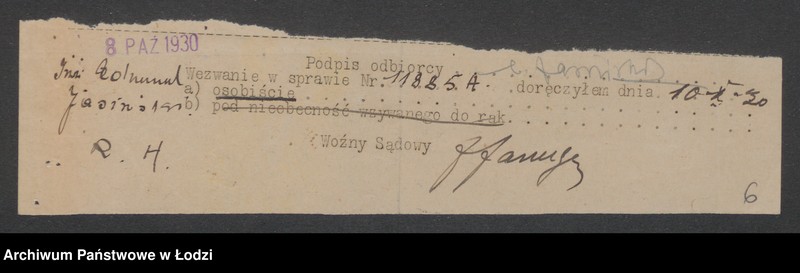 8 PAŹ 1930
Podpis odbiorcy
Inż Edmund
Wezwanie w sprawie Nr. 11885.A. doręczyłem dnia 10-X-30
Jasiński
a) osobiście
b) pod nieobecność wzywanego do rąk
R. H.
Woźny Sądowy
6
Archiwum Państwowe w Łodzi